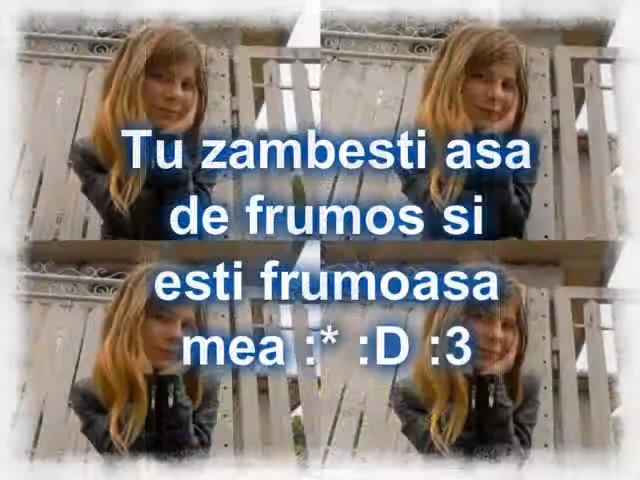 Tu zambesti asa
de frumos si
esti frumoasa
mea :* :D :3